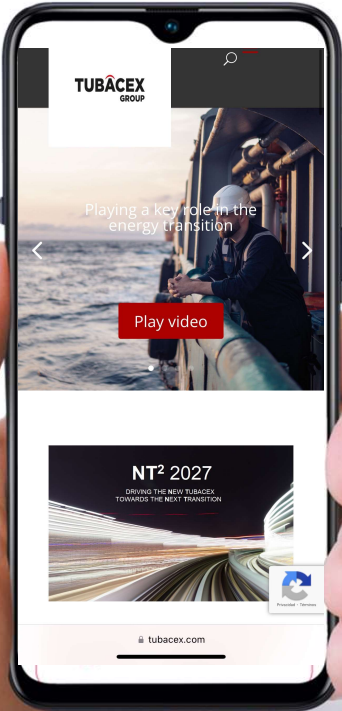 TUBACEX
GROUP
Playing a key role in the
energy transition
Play video
NT² 2027
DRIVING THE NEW TUBACEX
TOWARDS THE NEXT TRANSITION
Privacidad - Términos
tubacex.com